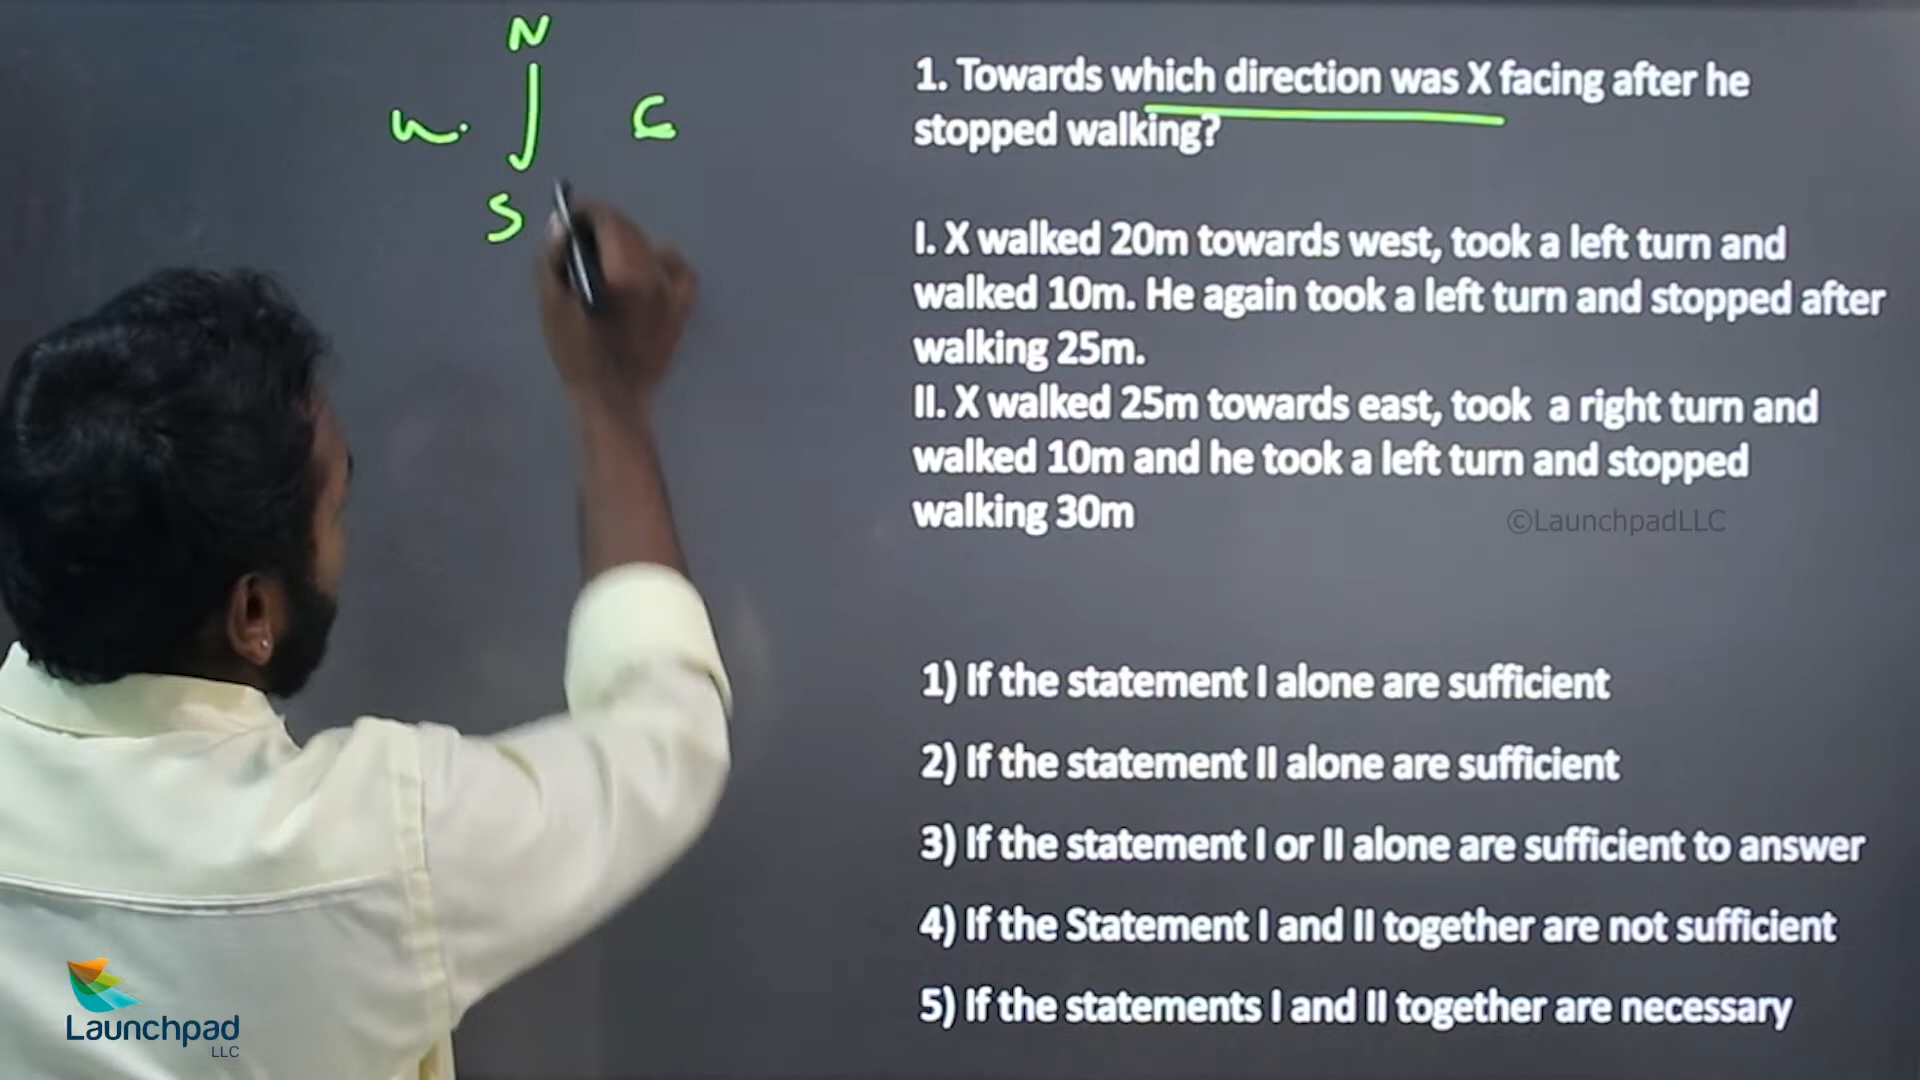 N
E
S
1. Towards which direction was X facing after he
stopped walking?
I. X walked 20m towards west, took a left turn and
walked 10m. He again took a left turn and stopped after
walking 25m.
II. X walked 25m towards east, took a right turn and
walked 10m and he took a left turn and stopped
walking 30m
©LaunchpadLLC
1) If the statement I alone are sufficient
2) If the statement II alone are sufficient
3) If the statement I or II alone are sufficient to answer
4) If the Statement I and II together are not sufficient
5) If the statements I and II together are necessary
Launchpad
LLC